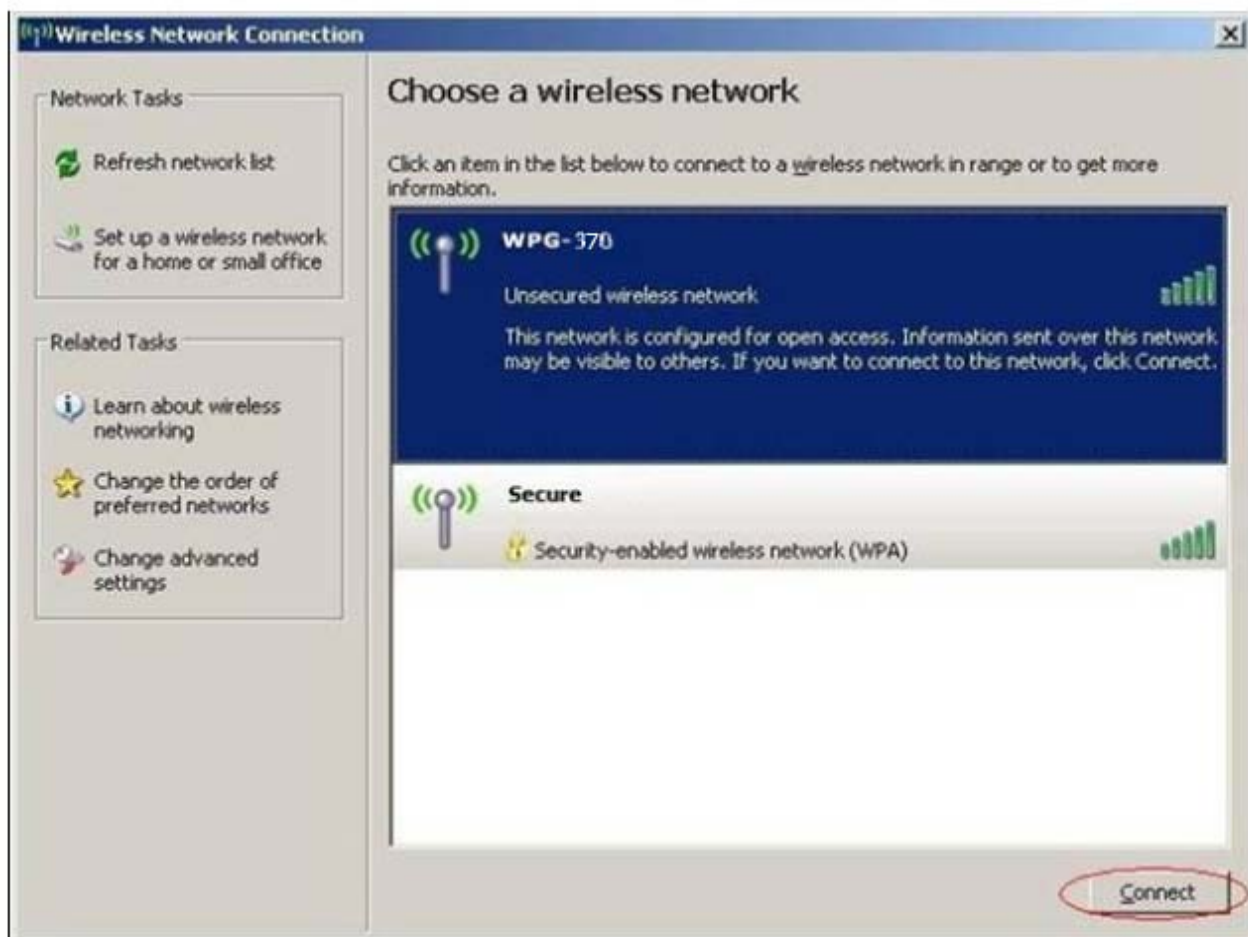 Wireless Network Connection
Network Tasks
Refresh network list
Set up a wireless network
for a home or small office
Related Tasks
Learn about wireless
networking
Change the order of
preferred networks
Change advanced
settings
Choose a wireless network
Click an item in the list below to connect to a wireless network in range or to get more
information.
WPG-370
Unsecured wireless network
This network is configured for open access. Information sent over this network
may be visible to others. If you want to connect to this network, click Connect.
Secure
Security-enabled wireless network (WPA)
Connect